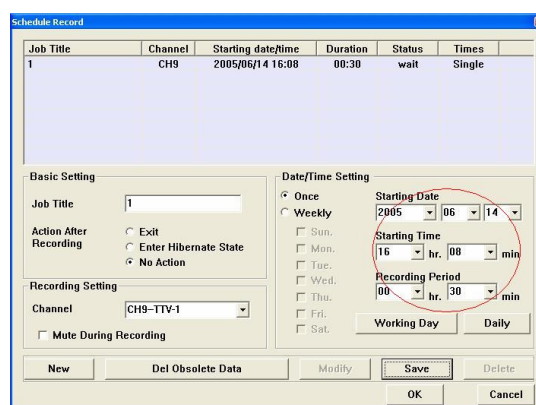 Schedule Record
Job Title Channel Starting date/time Duration Status Times
1 CH9 2005/06/14 16:08 00:30 wait Single
Basic Setting
Job Title 1
Action After Recording
Exit
Enter Hibernate State
No Action
Recording Setting
Channel CH9-TTV-1
Mute During Recording
Date/Time Setting
Once
Weekly
Sun.
Mon.
Tue.
Wed.
Thu.
Fri.
Sat.
Starting Date
2005 06 14
Starting Time
16 hr. 08 min
Recording Period
00 hr. 30 min
Working Day Daily
New Del Obsolete Data Modify Save Delete
OK Cancel